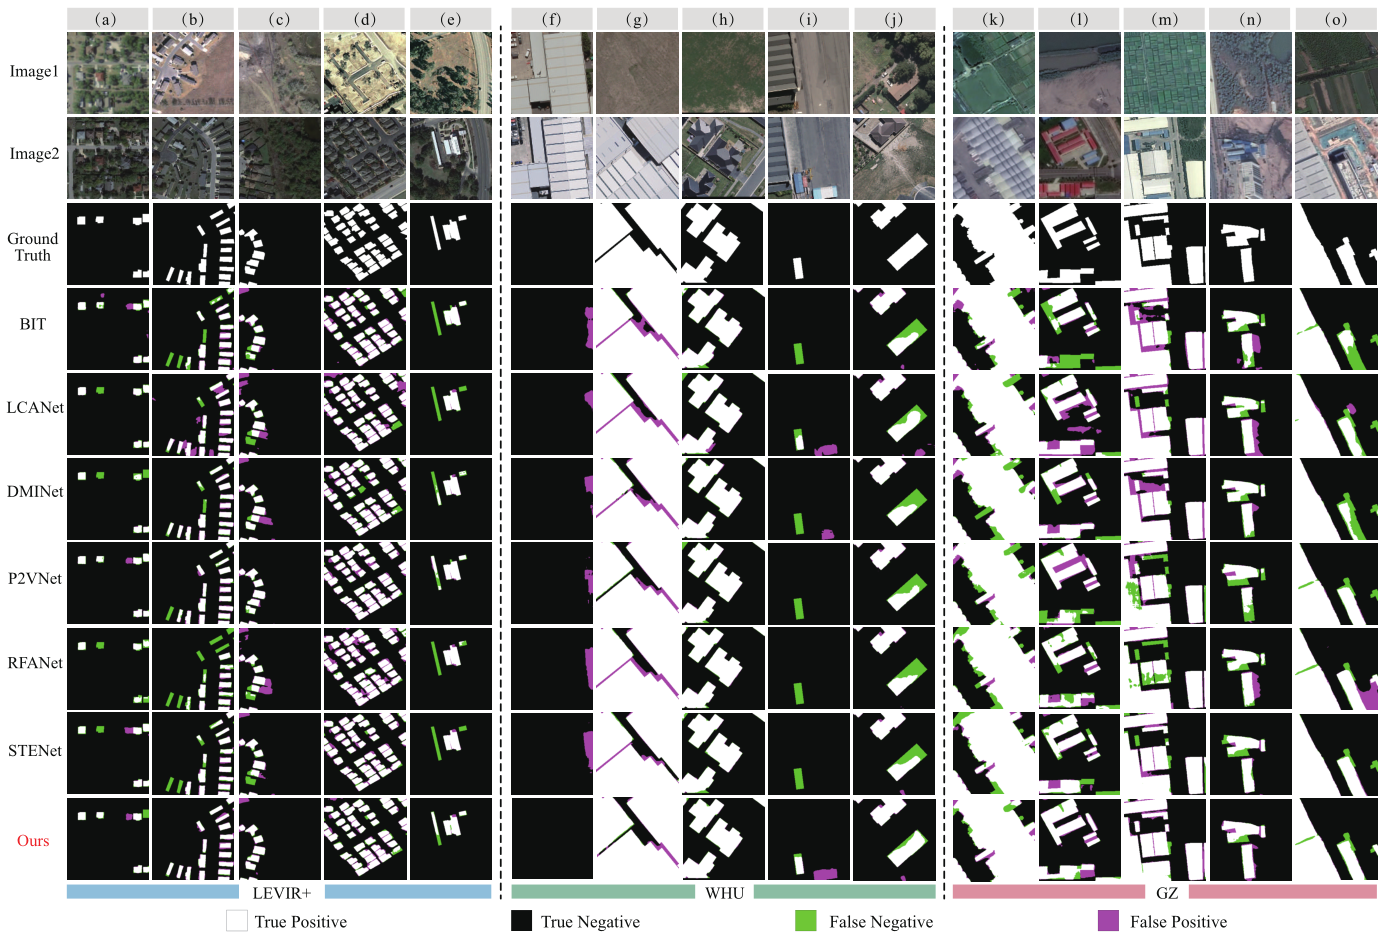 (a) (b) (c) (d) (e) (f) (g) (h) (i) (j) (k) (l) (m) (n) (o)
Image1
Image2
Ground
Truth
BIT
LCANet
DMINet
P2VNet
RFANet
STENet
Ours
LEVIR+ WHU GZ
True Positive True Negative False Negative False Positive